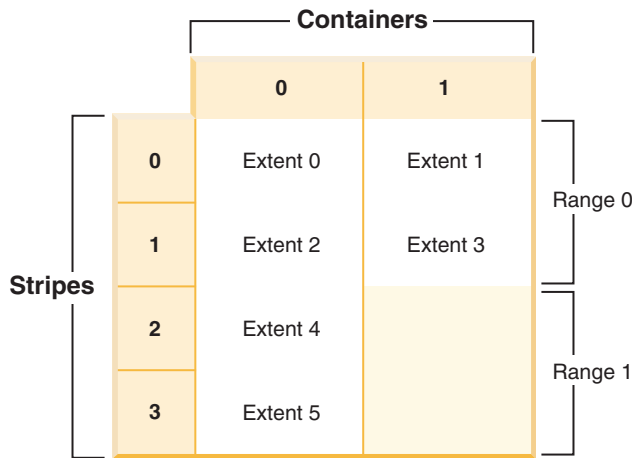 Containers
0 1
0 Extent 0 Extent 1
Range 0
1 Extent 2 Extent 3
Stripes
2 Extent 4
Range 1
3 Extent 5